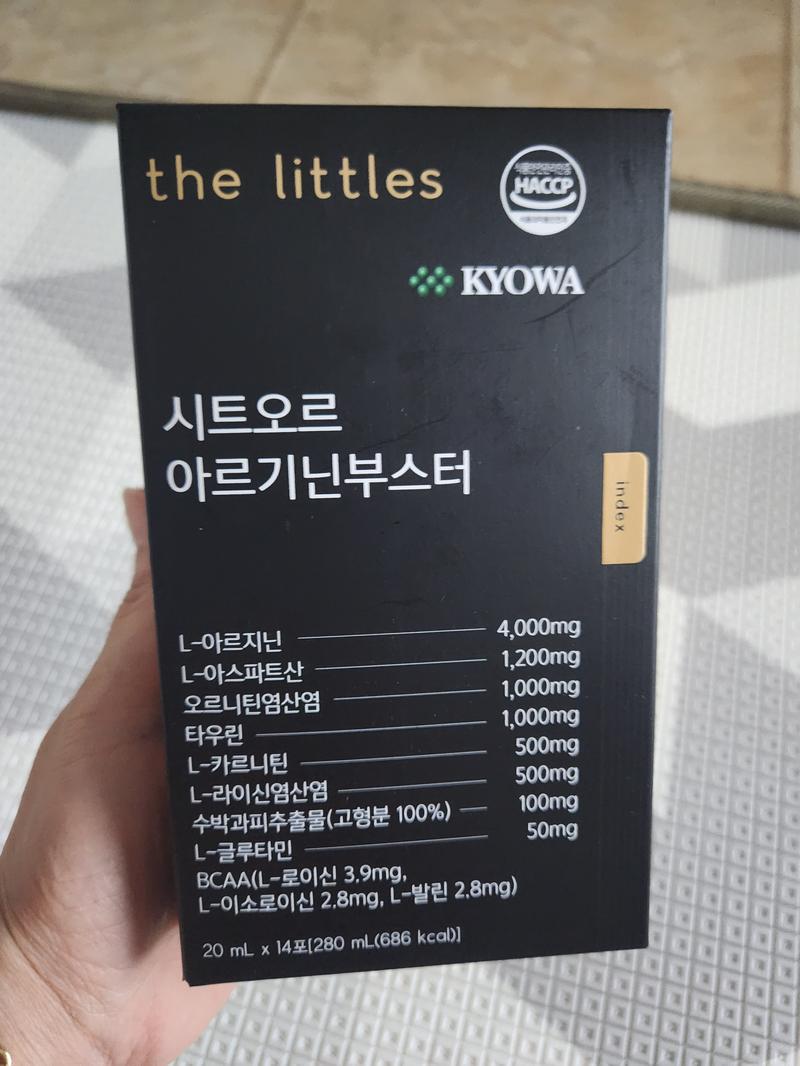 the littles
HACCP
KYOWA
시트오르
아르기닌부스터
index
L-아르지닌 4,000mg
L-아스파트산 1,200mg
오르니틴염산염 1,000mg
타우린 1,000mg
L-카르니틴 500mg
L-라이신염산염 500mg
수박과피추출물(고형분 100%) 100mg
L-글루타민 50mg
BCAA(L-로이신 3.9mg,
L-이소로이신 2.8mg, L-발린 2.8mg)
20 mL x 14포[280 mL(686 kcal)]